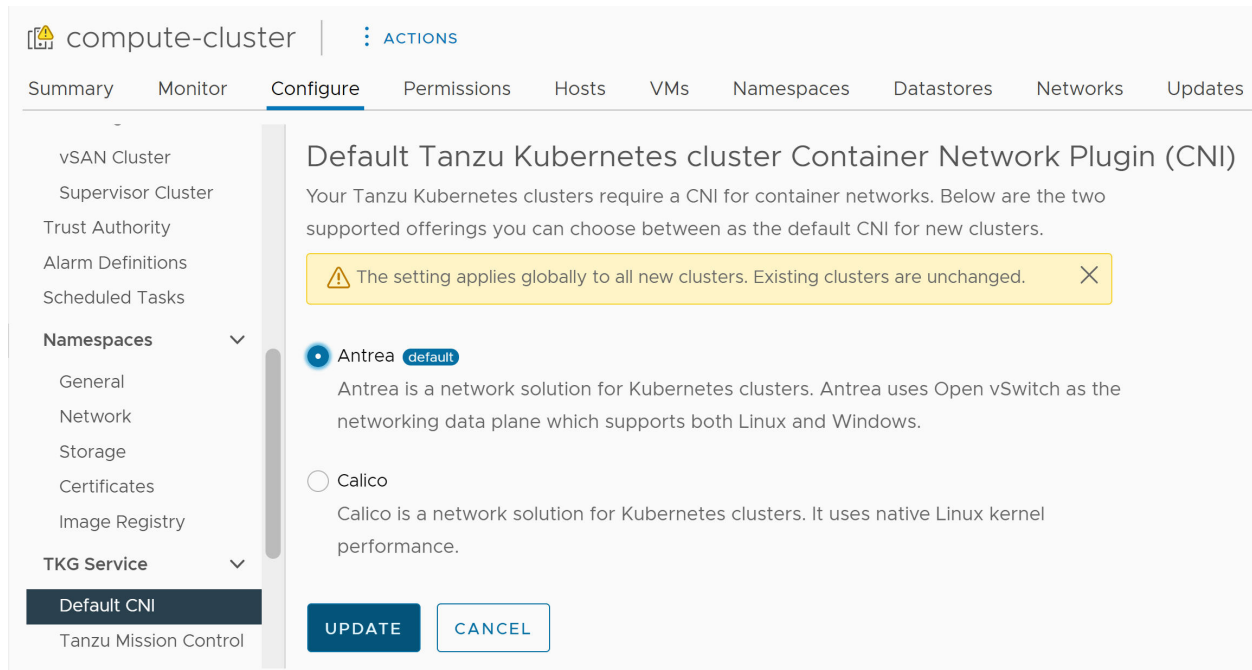 compute-cluster
ACTIONS
Summary Monitor Configure Permissions Hosts VMs Namespaces Datastores Networks Updates
vSAN Cluster
Supervisor Cluster
Trust Authority
Alarm Definitions
Scheduled Tasks
Namespaces
General
Network
Storage
Certificates
Image Registry
TKG Service
Default CNI
Tanzu Mission Control
Default Tanzu Kubernetes cluster Container Network Plugin (CNI)
Your Tanzu Kubernetes clusters require a CNI for container networks. Below are the two
supported offerings you can choose between as the default CNI for new clusters.
The setting applies globally to all new clusters. Existing clusters are unchanged.
Antrea default
Antrea is a network solution for Kubernetes clusters. Antrea uses Open vSwitch as the
networking data plane which supports both Linux and Windows.
Calico
Calico is a network solution for Kubernetes clusters. It uses native Linux kernel
performance.
UPDATE CANCEL